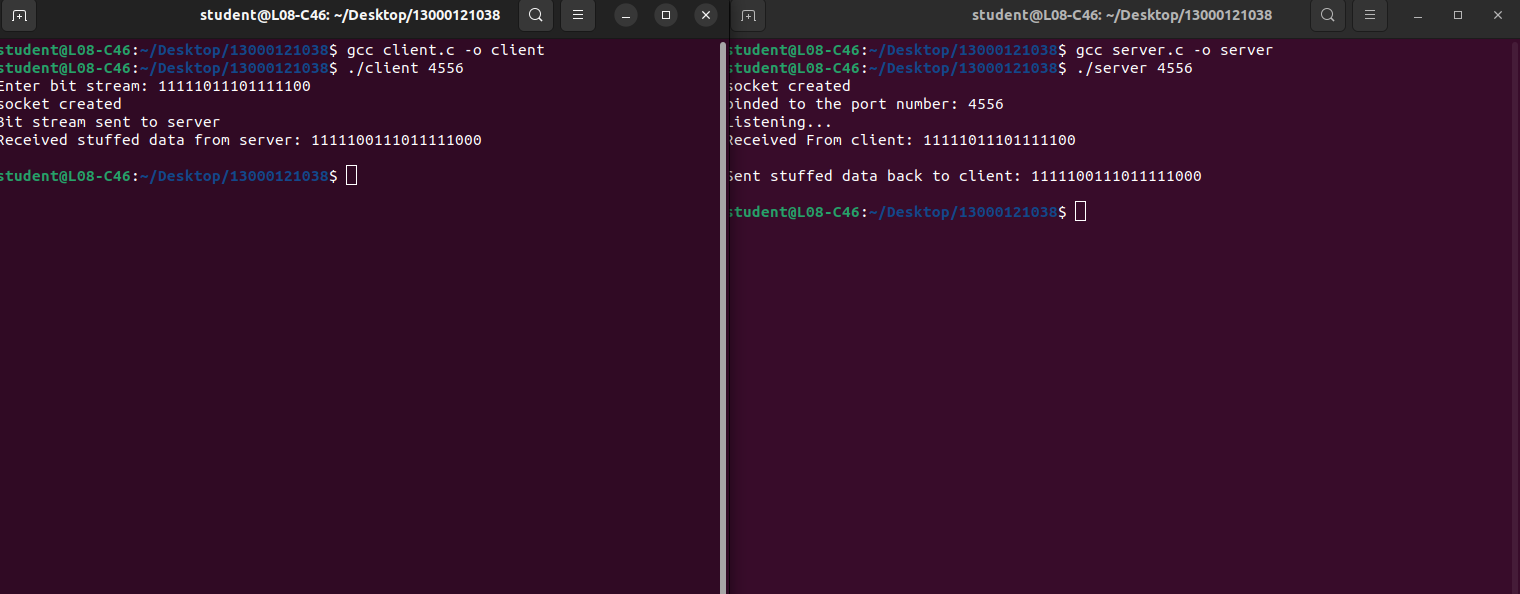 student@L08-C46: ~/Desktop/13000121038
student@L08-C46:~/Desktop/13000121038$ gcc client.c -o client
student@L08-C46:~/Desktop/13000121038$ ./client 4556
Enter bit stream: 11111011101111100
socket created
Bit stream sent to server
Received stuffed data from server: 1111100111011111000
student@L08-C46:~/Desktop/13000121038$
student@L08-C46: ~/Desktop/13000121038
student@L08-C46:~/Desktop/13000121038$ gcc server.c -o server
student@L08-C46:~/Desktop/13000121038$ ./server 4556
socket created
binded to the port number: 4556
Listening...
Received From client: 11111011101111100
Sent stuffed data back to client: 1111100111011111000
student@L08-C46:~/Desktop/13000121038$